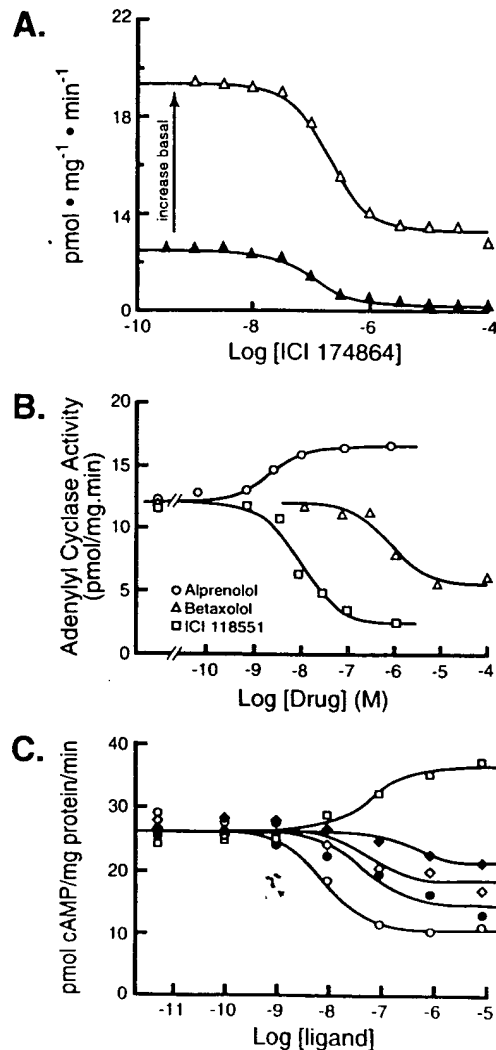 A.
pmol • mg⁻¹ • min⁻¹
22
18
14
0
increase basal
-10
-8
-6
-4
Log [ICI 174864]
B.
Adenylyl Cyclase Activity
(pmol/mg.min)
20
15
10
5
0
○ Alprenolol
△ Betaxolol
□ ICI 118551
-10
-9
-8
-7
-6
-5
-4
Log [Drug] (M)
C.
pmol cAMP/mg protein/min
40
30
20
10
0
-11
-10
-9
-8
-7
-6
-5
Log [ligand]